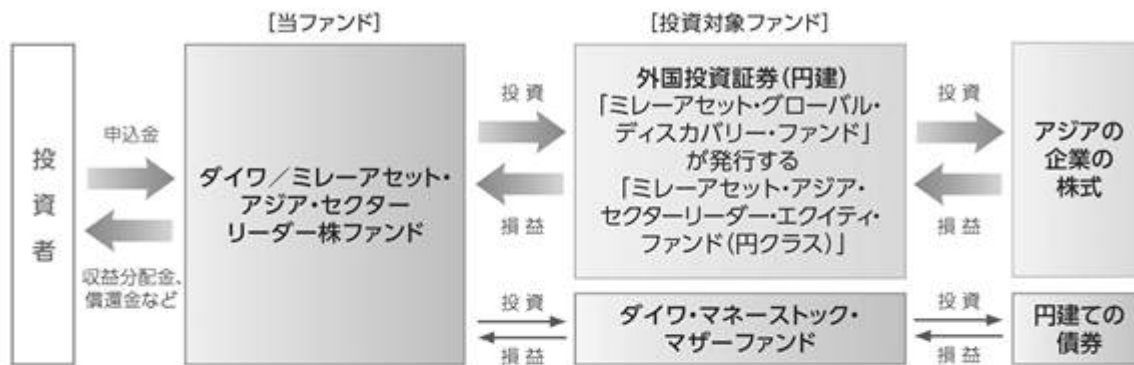 [当ファンド]
[投資対象ファンド]
投資者
申込金
収益分配金、
償還金など
ダイワ／ミレーアセット・
アジア・セクター
リーダー株ファンド
投資
損益
外国投資証券(円建)
「ミレーアセット・グローバル・
ディスカバリー・ファンド」
が発行する
「ミレーアセット・アジア・
セクターリーダー・エクイティ・
ファンド(円クラス)」
投資
損益
アジアの
企業の
株式
投資
損益
ダイワ・マネーストック・
マザーファンド
投資
損益
円建ての
債券